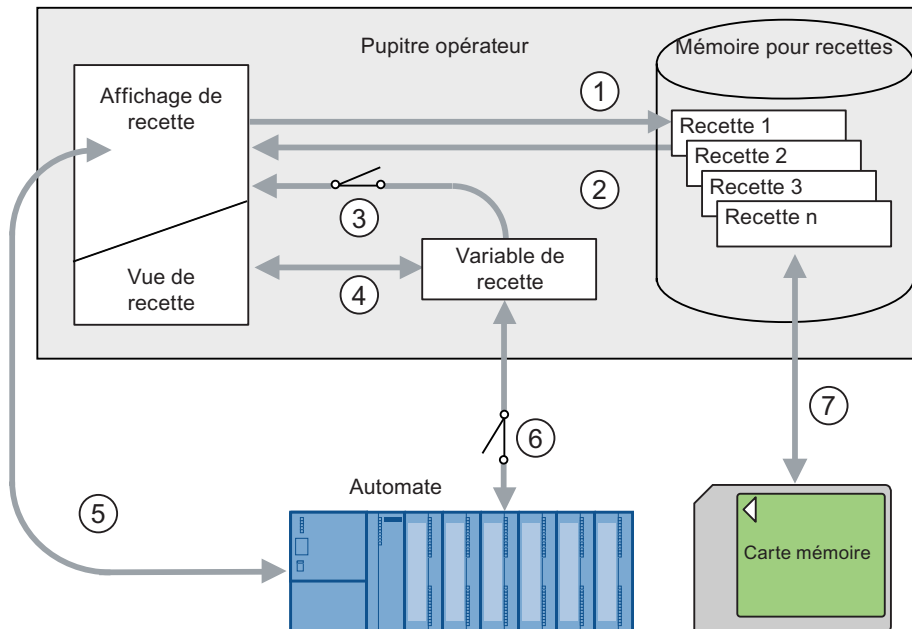 Pupitre opérateur
Mémoire pour recettes
Affichage de
recette
1
Recette 1
Recette 2
Recette 3
Recette n
2
3
Vue de
recette
4
Variable de
recette
5
6
7
Automate
Carte mémoire